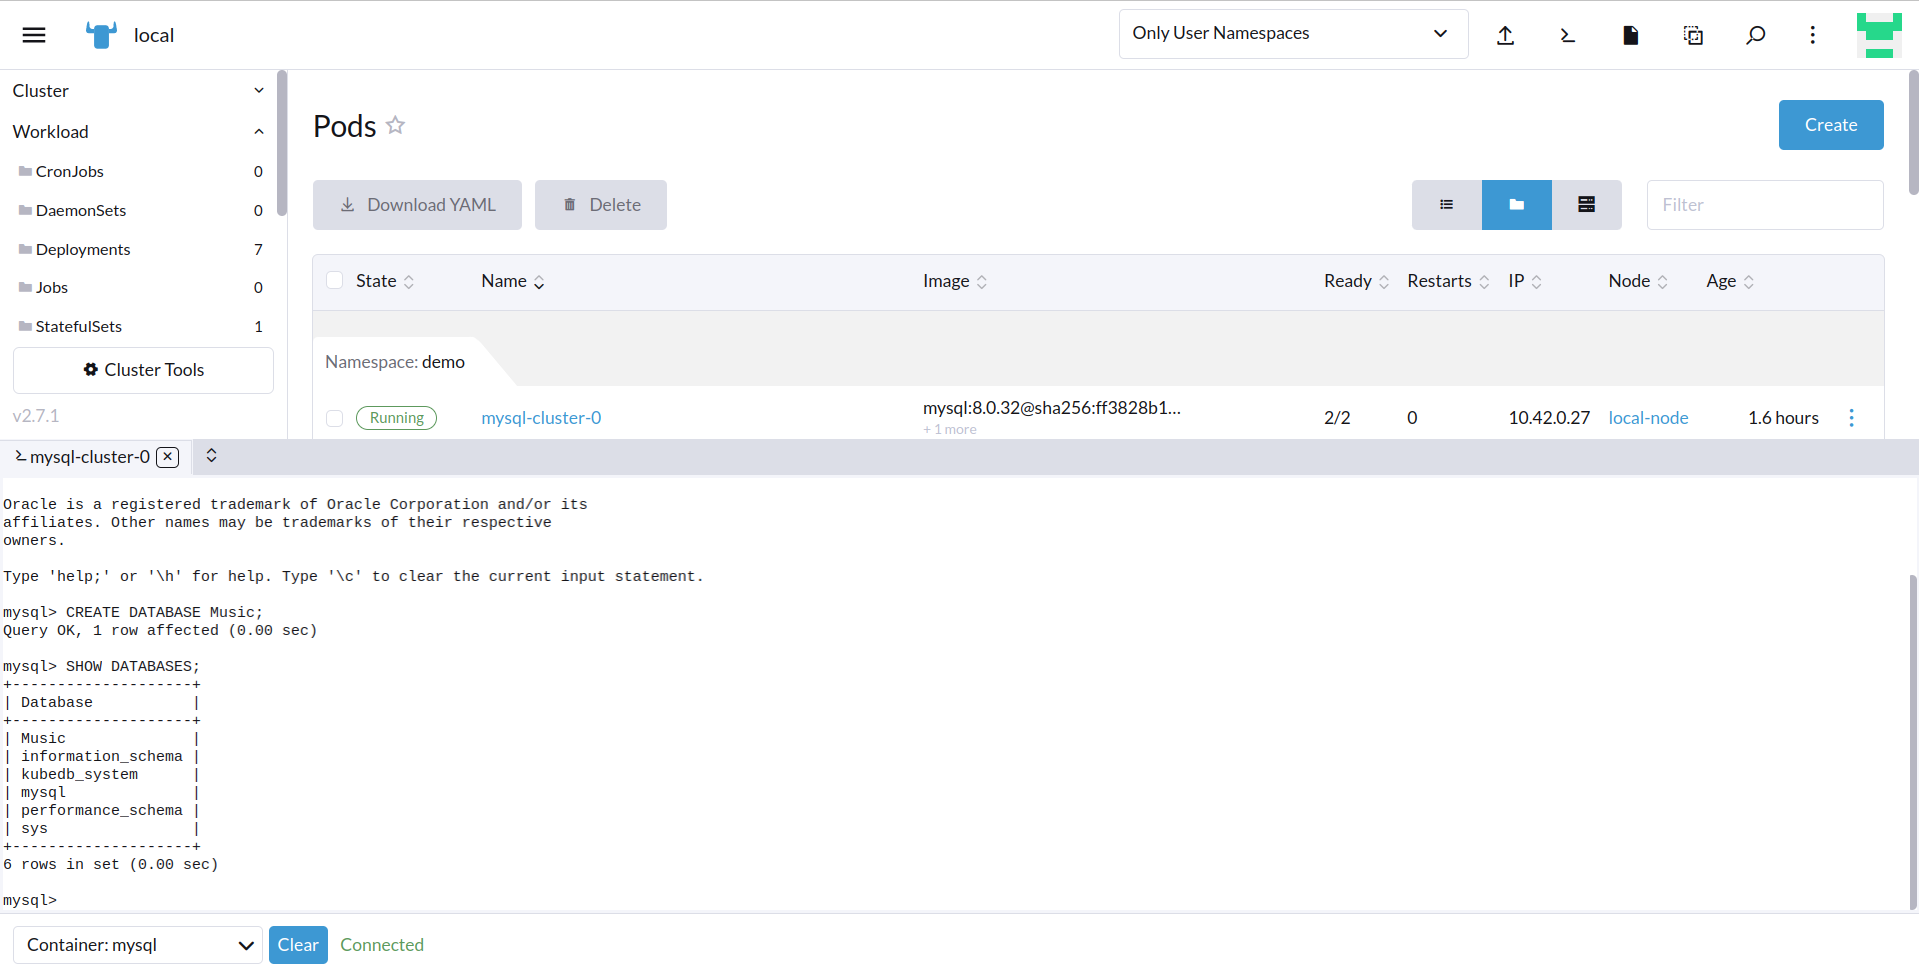 local
Only User Namespaces
Cluster
Workload
CronJobs 0
DaemonSets 0
Deployments 7
Jobs 0
StatefulSets 1
Cluster Tools
v2.7.1
Pods
Create
Download YAML
Delete
Filter
State Name Image Ready Restarts IP Node Age
Namespace: demo
Running mysql-cluster-0 mysql:8.0.32@sha256:ff3828b1... 2/2 0 10.42.0.27 local-node 1.6 hours
+ 1 more
mysql-cluster-0
Oracle is a registered trademark of Oracle Corporation and/or its
affiliates. Other names may be trademarks of their respective
owners.
Type 'help;' or '\h' for help. Type '\c' to clear the current input statement.
mysql> CREATE DATABASE Music;
Query OK, 1 row affected (0.00 sec)
mysql> SHOW DATABASES;
+--------------------+
| Database           |
+--------------------+
| Music              |
| information_schema |
| kubedb_system      |
| mysql              |
| performance_schema |
| sys                |
+--------------------+
6 rows in set (0.00 sec)
mysql>
Container: mysql
Clear
Connected